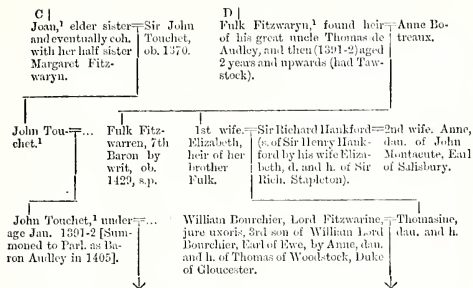 C
D
Joan,¹ elder sister
and eventually coh.
with her half sister
Margaret Fitz-
waryn.
Sir John
Touchet,
ob. 1370.
Fulk Fitzwaryn,¹ found heir
of his great uncle Thomas de
Audley, and then (1391-2) aged
2 years and upwards (had Taw-
stock).
Anne Bo-
treaux.
John Tou-
chet.¹
...
Fulk Fitz-
warren, 7th
Baron by
writ, ob.
1429, s.p.
1st wife.
Elizabeth,
heir of her
brother
Fulk.
Sir Richard Hankford
(s. of Sir Henry Hank-
ford by his wife Eliza-
beth, d. and h. of Sir
Rich. Stapleton).
2nd wife. Anne,
dau. of John
Montacute, Earl
of Salisbury.
John Touchet,¹ under
age Jan. 1391-2 [Sum-
moned to Parl. as Ba-
ron Audley in 1405].
...
William Bourchier, Lord Fitzwarine,
jure uxoris, 3rd son of William Lord
Bourchier, Earl of Ewe, by Anne, dau.
and h. of Thomas of Woodstock, Duke
of Gloucester.
Thomasine,
dau. and h.